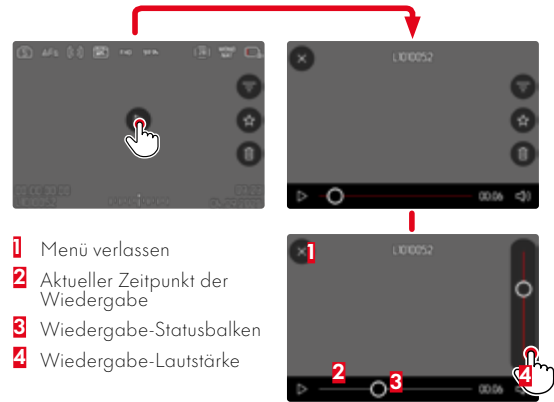 L1010052
00:06
1 Menü verlassen
2 Aktueller Zeitpunkt der
Wiedergabe
3 Wiedergabe-Statusbalken
4 Wiedergabe-Lautstärke
1
L1010052
2
3
00:06
4